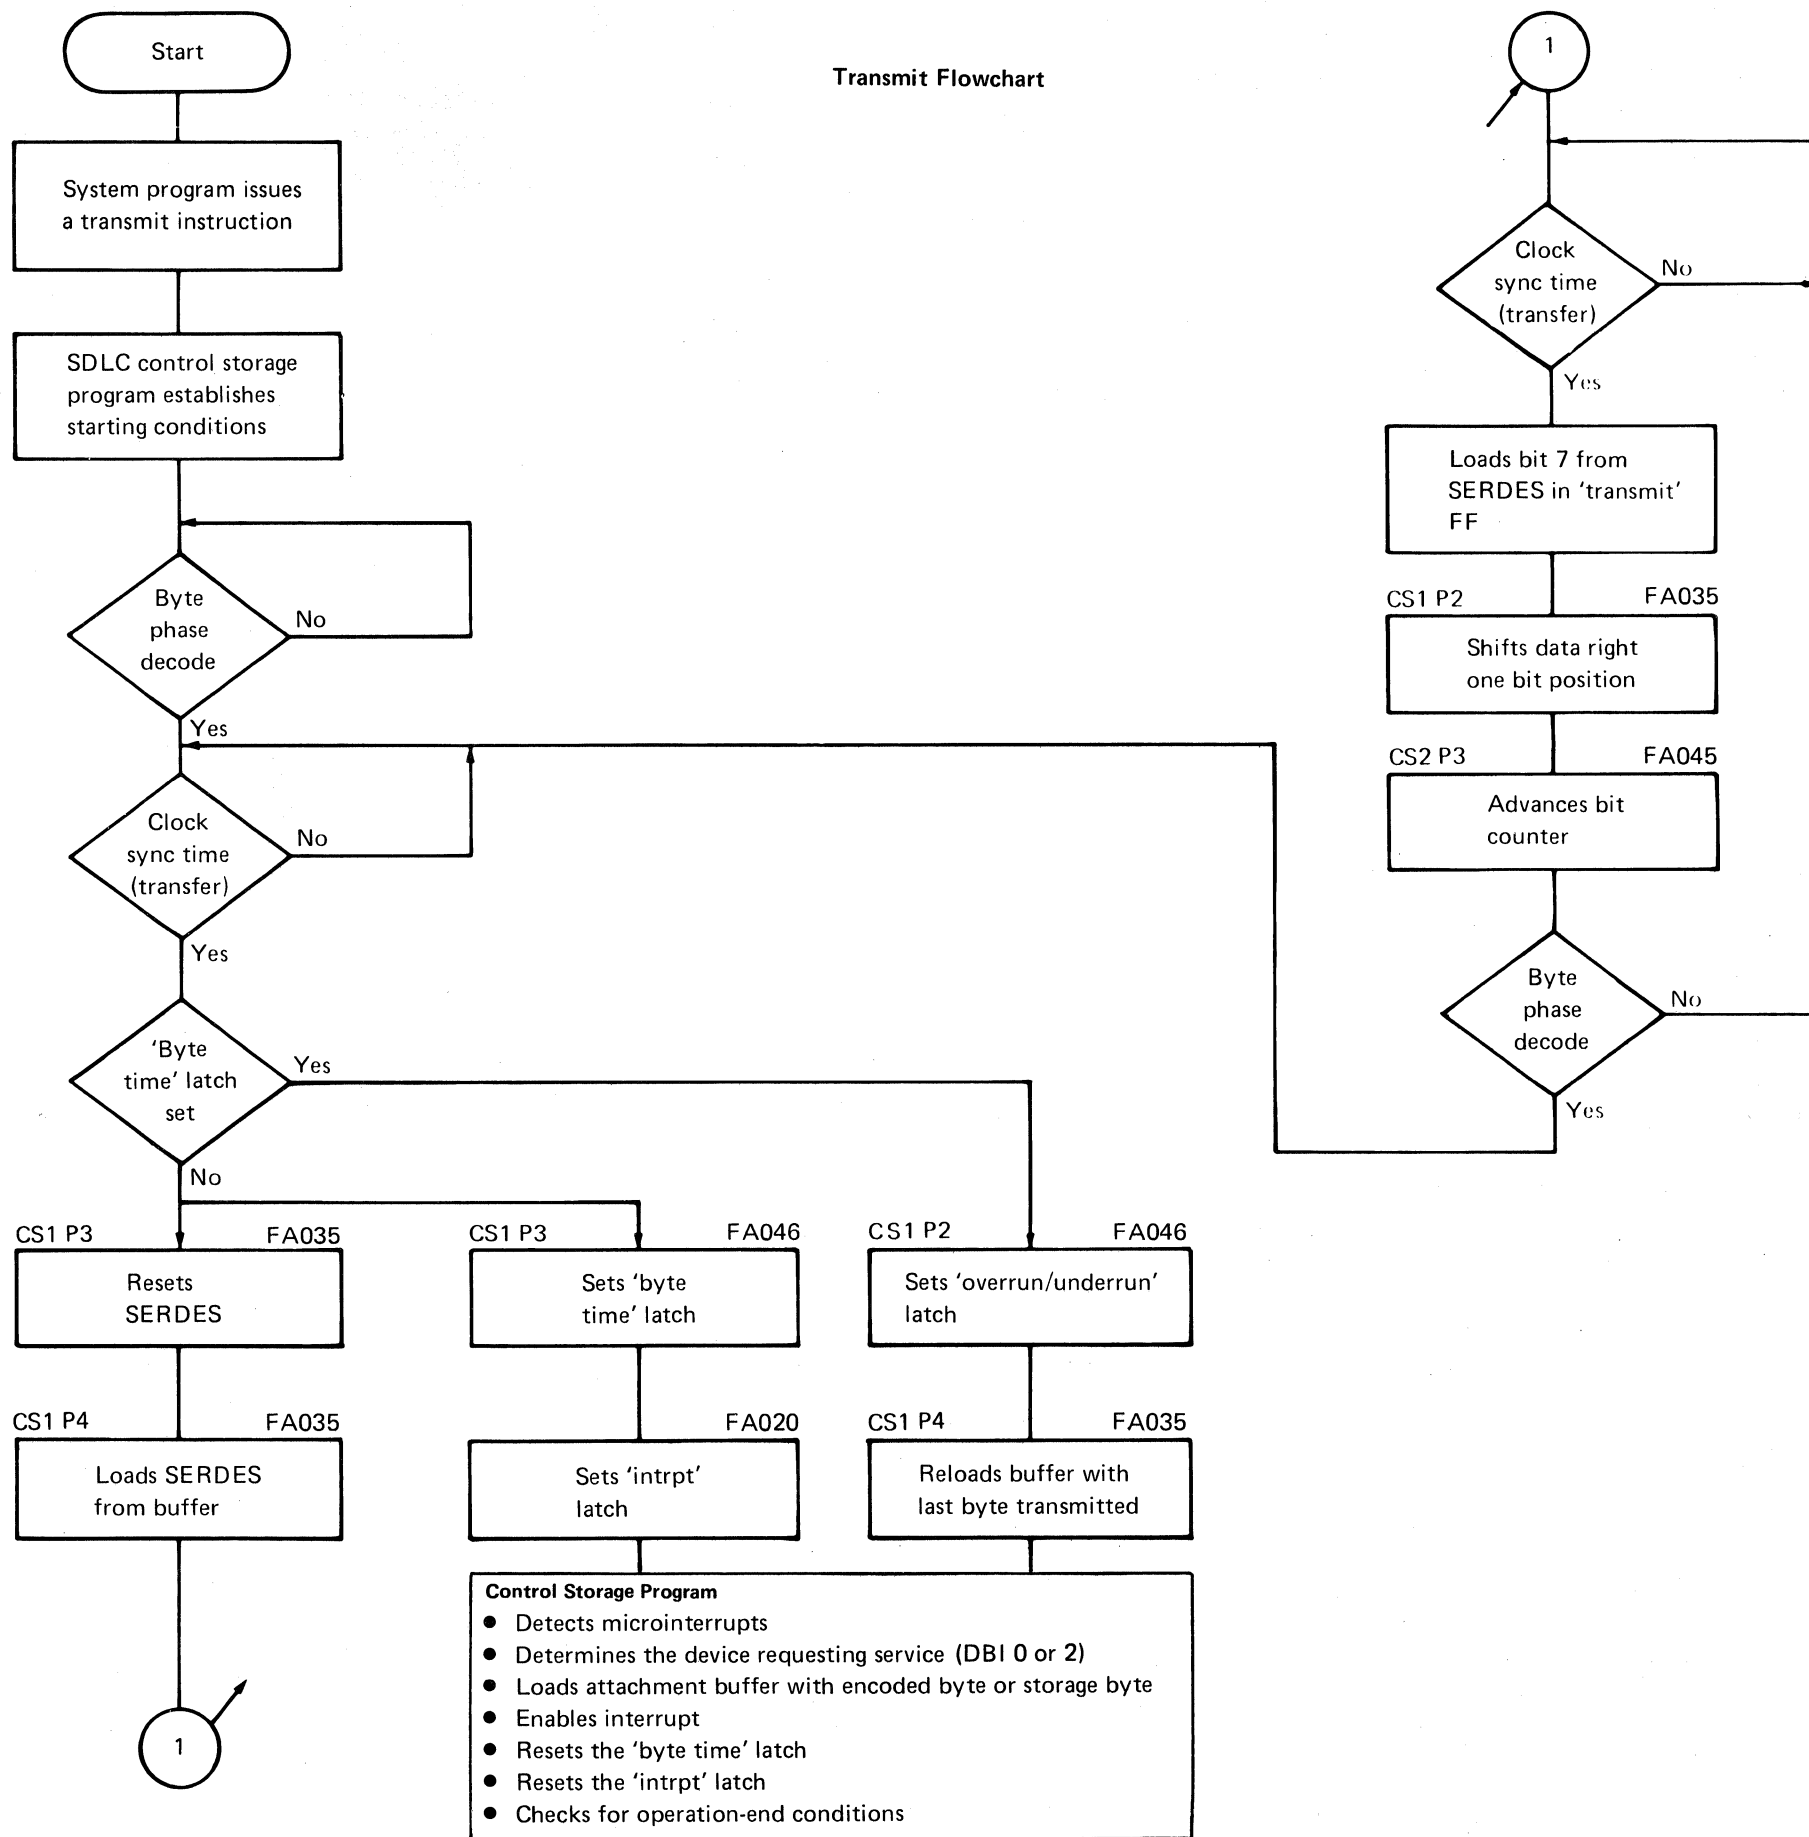 Transmit Flowchart
Start
System program issues
a transmit instruction
SDLC control storage
program establishes
starting conditions
Byte
phase
decode
No
Yes
Clock
sync time
(transfer)
No
Yes
‘Byte
time’ latch
set
Yes
No
CS1 P3 FA035
Resets
SERDES
CS1 P4 FA035
Loads SERDES
from buffer
1
CS1 P3 FA046
Sets ‘byte
time’ latch
FA020
Sets ‘intrpt’
latch
CS1 P2 FA046
Sets ‘overrun/underrun’
latch
CS1 P4 FA035
Reloads buffer with
last byte transmitted
Control Storage Program
● Detects microinterrupts
● Determines the device requesting service (DBI 0 or 2)
● Loads attachment buffer with encoded byte or storage byte
● Enables interrupt
● Resets the ‘byte time’ latch
● Resets the ‘intrpt’ latch
● Checks for operation-end conditions
1
Clock
sync time
(transfer)
No
Yes
Loads bit 7 from
SERDES in ‘transmit’
FF
CS1 P2 FA035
Shifts data right
one bit position
CS2 P3 FA045
Advances bit
counter
Byte
phase
decode
No
Yes